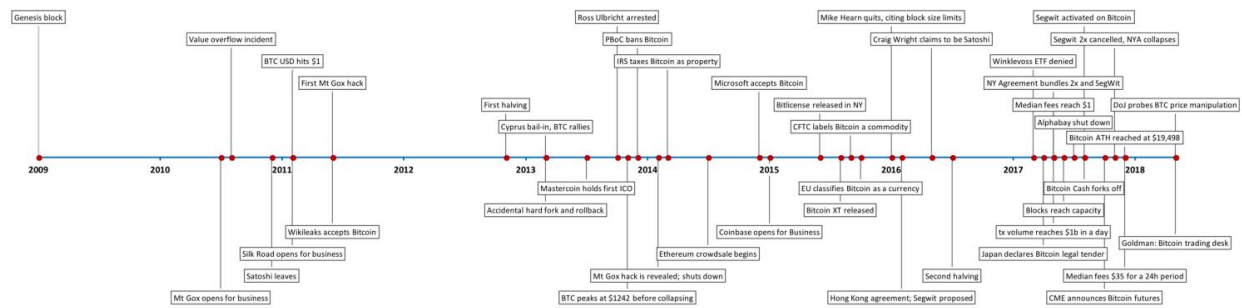 Genesis block
Ross Ulbricht arrested
Mike Hearn quits, citing block size limits
Segwit activated on Bitcoin
Value overflow incident
PBoC bans Bitcoin
Craig Wright claims to be Satoshi
Segwit 2x cancelled, NYA collapses
BTC USD hits $1
IRS taxes Bitcoin as property
Winklevoss ETF denied
First Mt Gox hack
Microsoft accepts Bitcoin
NY Agreement bundles 2x and SegWit
First halving
Bitlicense released in NY
Median fees reach $1
DoJ probes BTC price manipulation
Cyprus bail-in, BTC rallies
CFTC labels Bitcoin a commodity
Alphabay shut down
Bitcoin ATH reached at $19,498
2009 2010 2011 2012 2013 2014 2015 2016 2017 2018
Mastercoin holds first ICO
EU classifies Bitcoin as a currency
Bitcoin Cash forks off
Accidental hard fork and rollback
Bitcoin XT released
Blocks reach capacity
Wikileaks accepts Bitcoin
Coinbase opens for Business
tx volume reaches $1b in a day
Goldman: Bitcoin trading desk
Silk Road opens for business
Ethereum crowdsale begins
Japan declares Bitcoin legal tender
Satoshi leaves
Mt Gox hack is revealed; shuts down
Second halving
Median fees $35 for a 24h period
Mt Gox opens for business
BTC peaks at $1242 before collapsing
Hong Kong agreement; Segwit proposed
CME announces Bitcoin futures